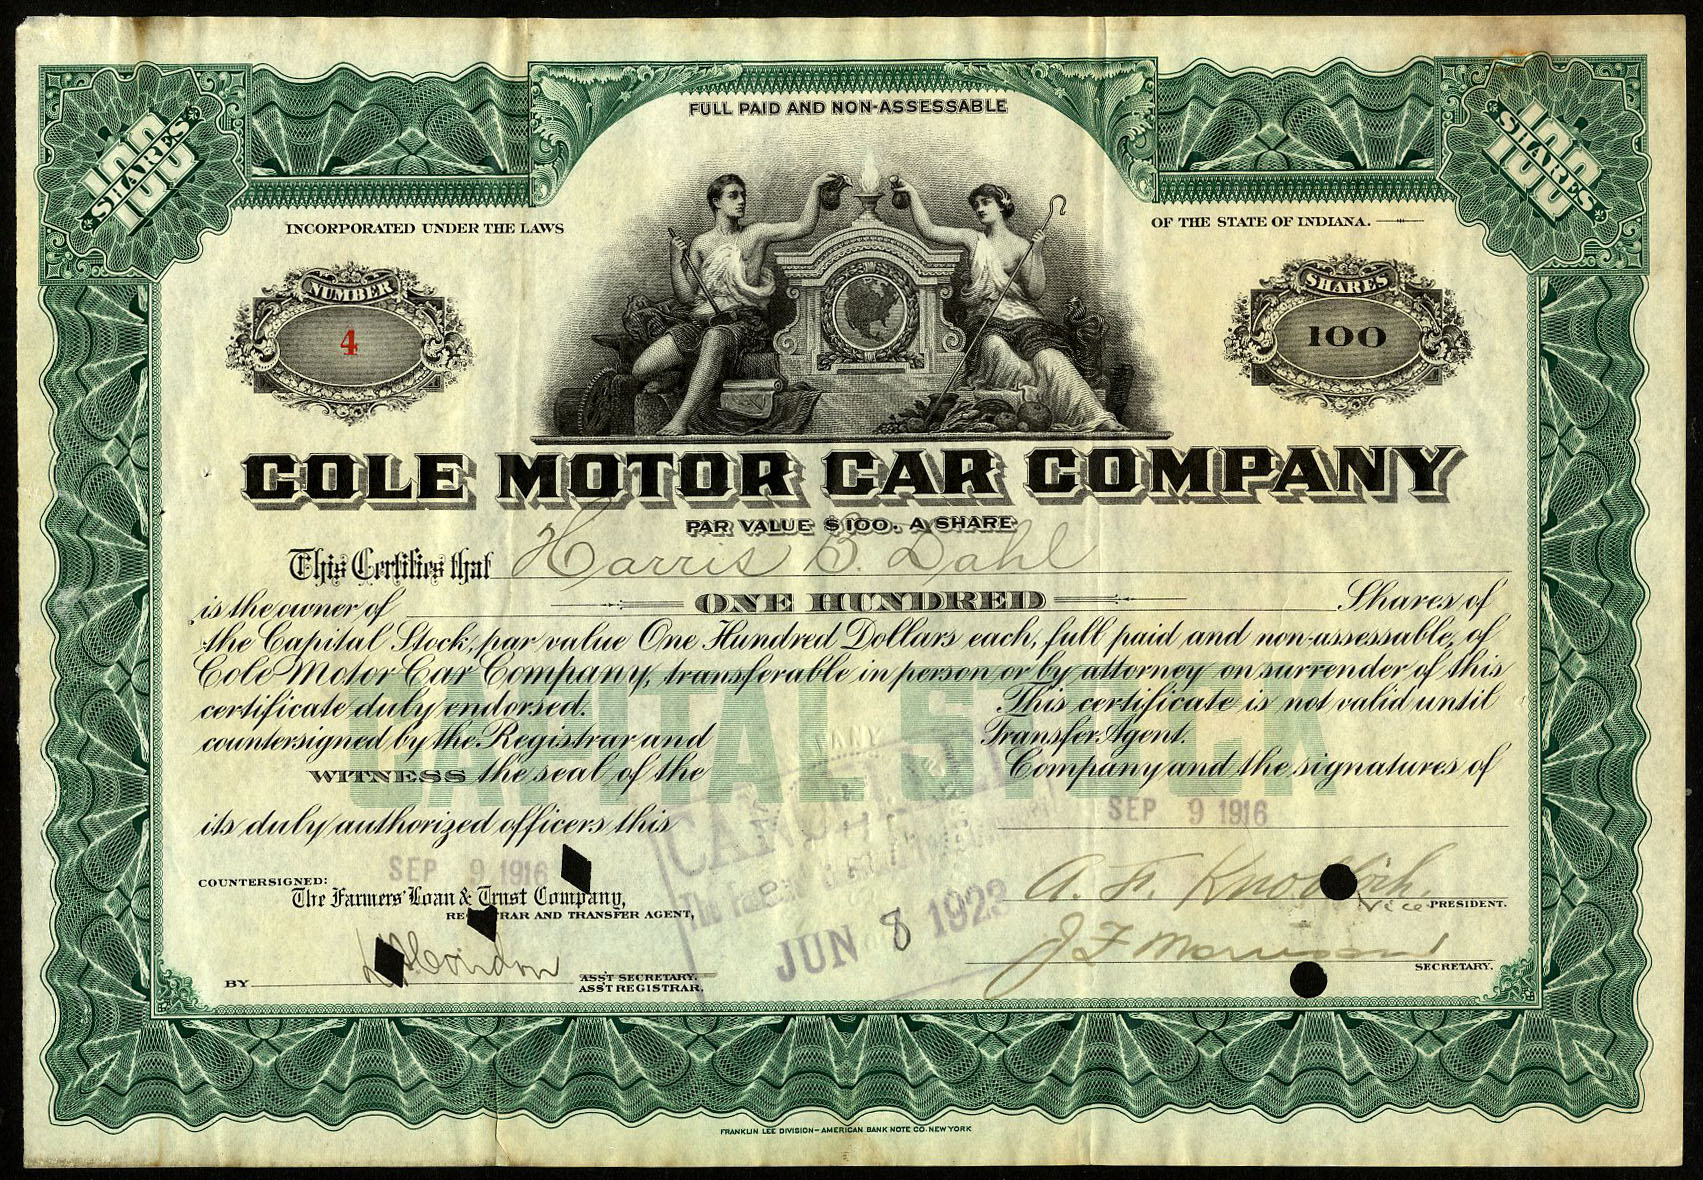 FULL PAID AND NON-ASSESSABLE
100 SHARES
100 SHARES
INCORPORATED UNDER THE LAWS OF THE STATE OF INDIANA.
NUMBER
4
SHARES
100
COLE MOTOR CAR COMPANY
PAR VALUE $100. A SHARE
This Certifies that Harris B. Dahl
is the owner of ONE HUNDRED Shares of
the Capital Stock, par value One Hundred Dollars each, full paid and non-assessable, of
Cole Motor Car Company, transferable in person or by attorney on surrender of this
certificate duly endorsed. This certificate is not valid until
countersigned by the Registrar and Transfer Agent.
WITNESS the seal of the Company and the signatures of
its duly authorized officers this SEP 9 1916
CAPITAL STOCK
SEP 9 1916
COUNTERSIGNED:
The Farmers' Loan & Trust Company,
REGISTRAR AND TRANSFER AGENT,
BY
ASS'T SECRETARY.
ASS'T REGISTRAR.
CANCELLED
JUN 8 1923
A. F. Knobloch
Vice PRESIDENT.
J F Morrison
SECRETARY.
FRANKLIN LEE DIVISION-AMERICAN BANK NOTE CO. NEW YORK